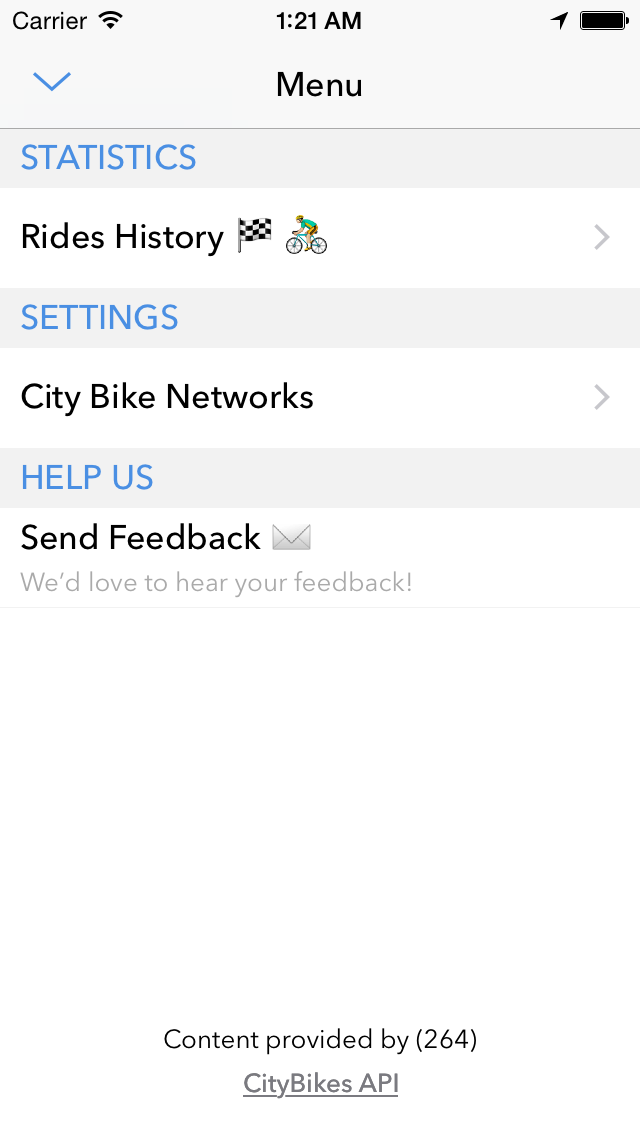 Carrier 1:21 AM
Menu
STATISTICS
Rides History 🏁 🚴
SETTINGS
City Bike Networks
HELP US
Send Feedback ✉️
We’d love to hear your feedback!
Content provided by (264)
CityBikes API